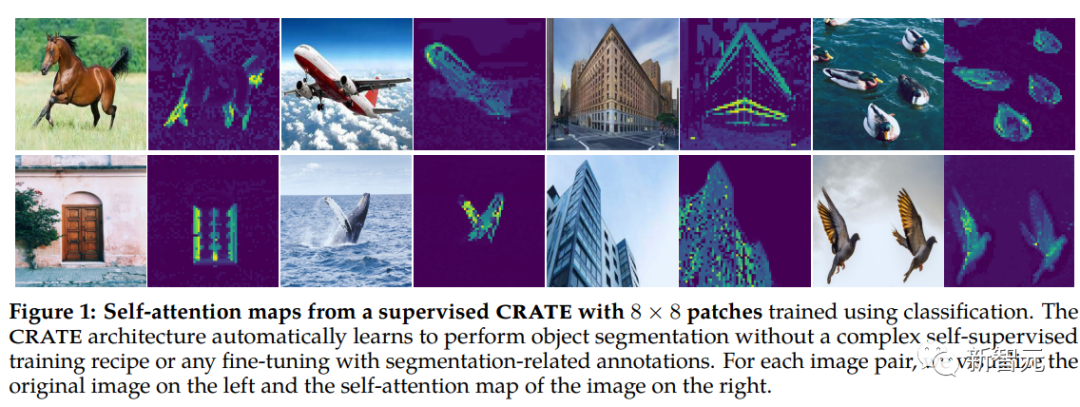 Figure 1: Self-attention maps from a supervised CRATE with 8 × 8 patches trained using classification. The
CRATE architecture automatically learns to perform object segmentation without a complex self-supervised
training recipe or any fine-tuning with segmentation-related annotations. For each image pair, the
original image on the left and the self-attention map of the image on the right.
新智元